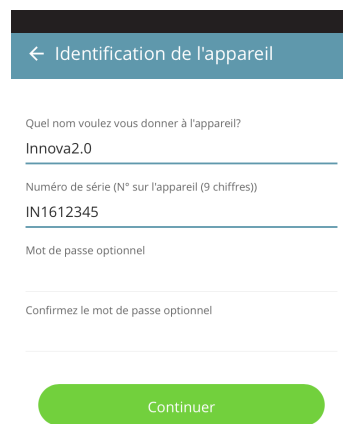 Identification de l'appareil
Quel nom voulez vous donner à l'appareil?
Innova2.0
Numéro de série (N° sur l'appareil (9 chiffres))
IN1612345
Mot de passe optionnel
Confirmez le mot de passe optionnel
Continuer